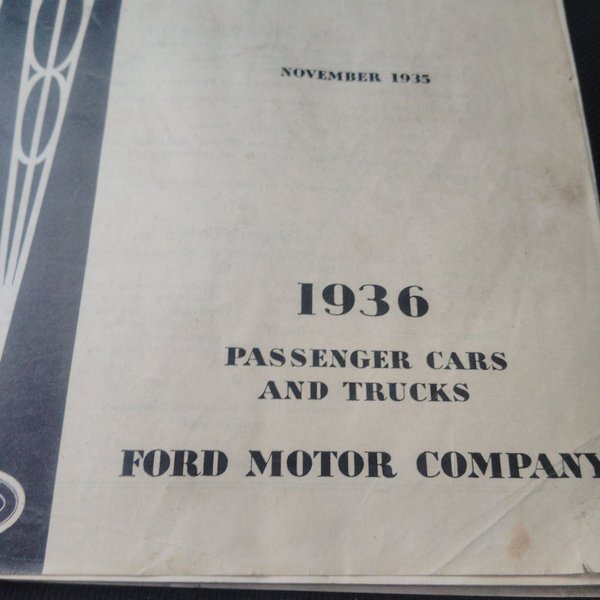 NOVEMBER 1935
1936
PASSENGER CARS
AND TRUCKS
FORD MOTOR COMPANY